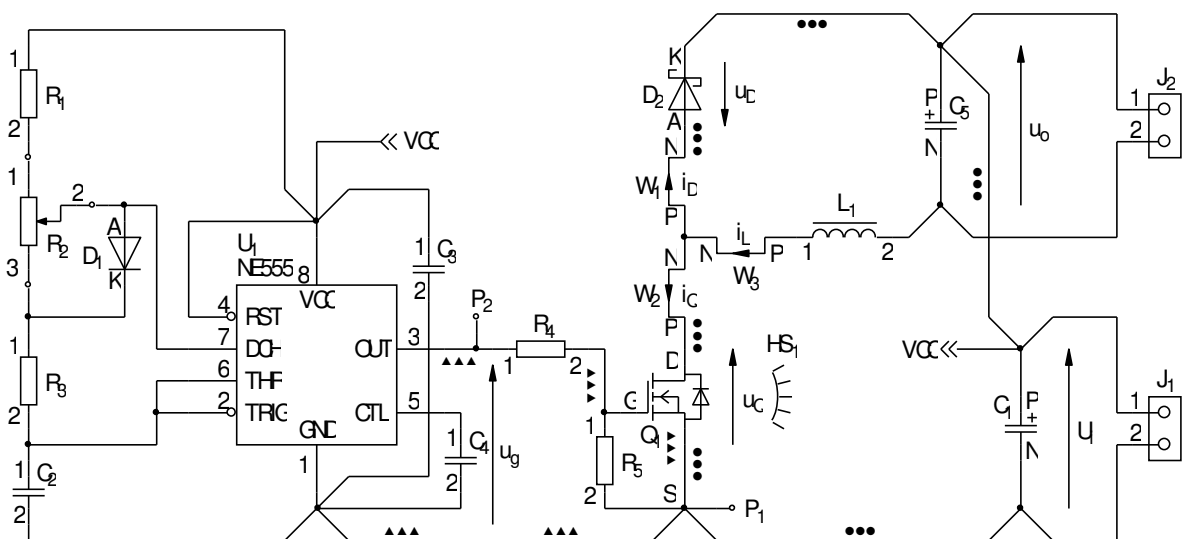 1
R1
2
1
2
R2
3
A
D1
K
1
R3
2
1
C2
2
VCC
U1
NE555
8
VCC
4
RST
7
DCH
6
THR
2
TRIG
OUT
3
CTL
5
GND
1
1
C3
2
1
C4
2
P2
R4
1
2
ug
1
R5
2
K
D2
A
uD
N
W1
iD
P
N
iL
P
W3
L1
1
2
N
W2
iQ
P
D
G
Q1
S
uQ
HS1
P1
P
+
C5
N
uo
J2
1
2
VCC
C1
P
+
N
UI
J1
1
2